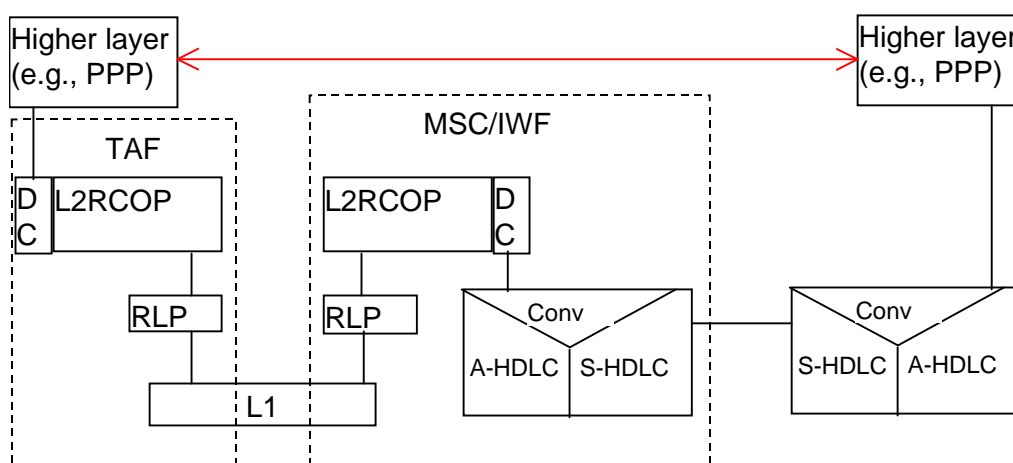 Higher layer
(e.g., PPP)
Higher layer
(e.g., PPP)
MSC/IWF
TAF
D
C
L2RCOP
L2RCOP
D
C
RLP
RLP
Conv
A-HDLC
S-HDLC
Conv
S-HDLC
A-HDLC
L1